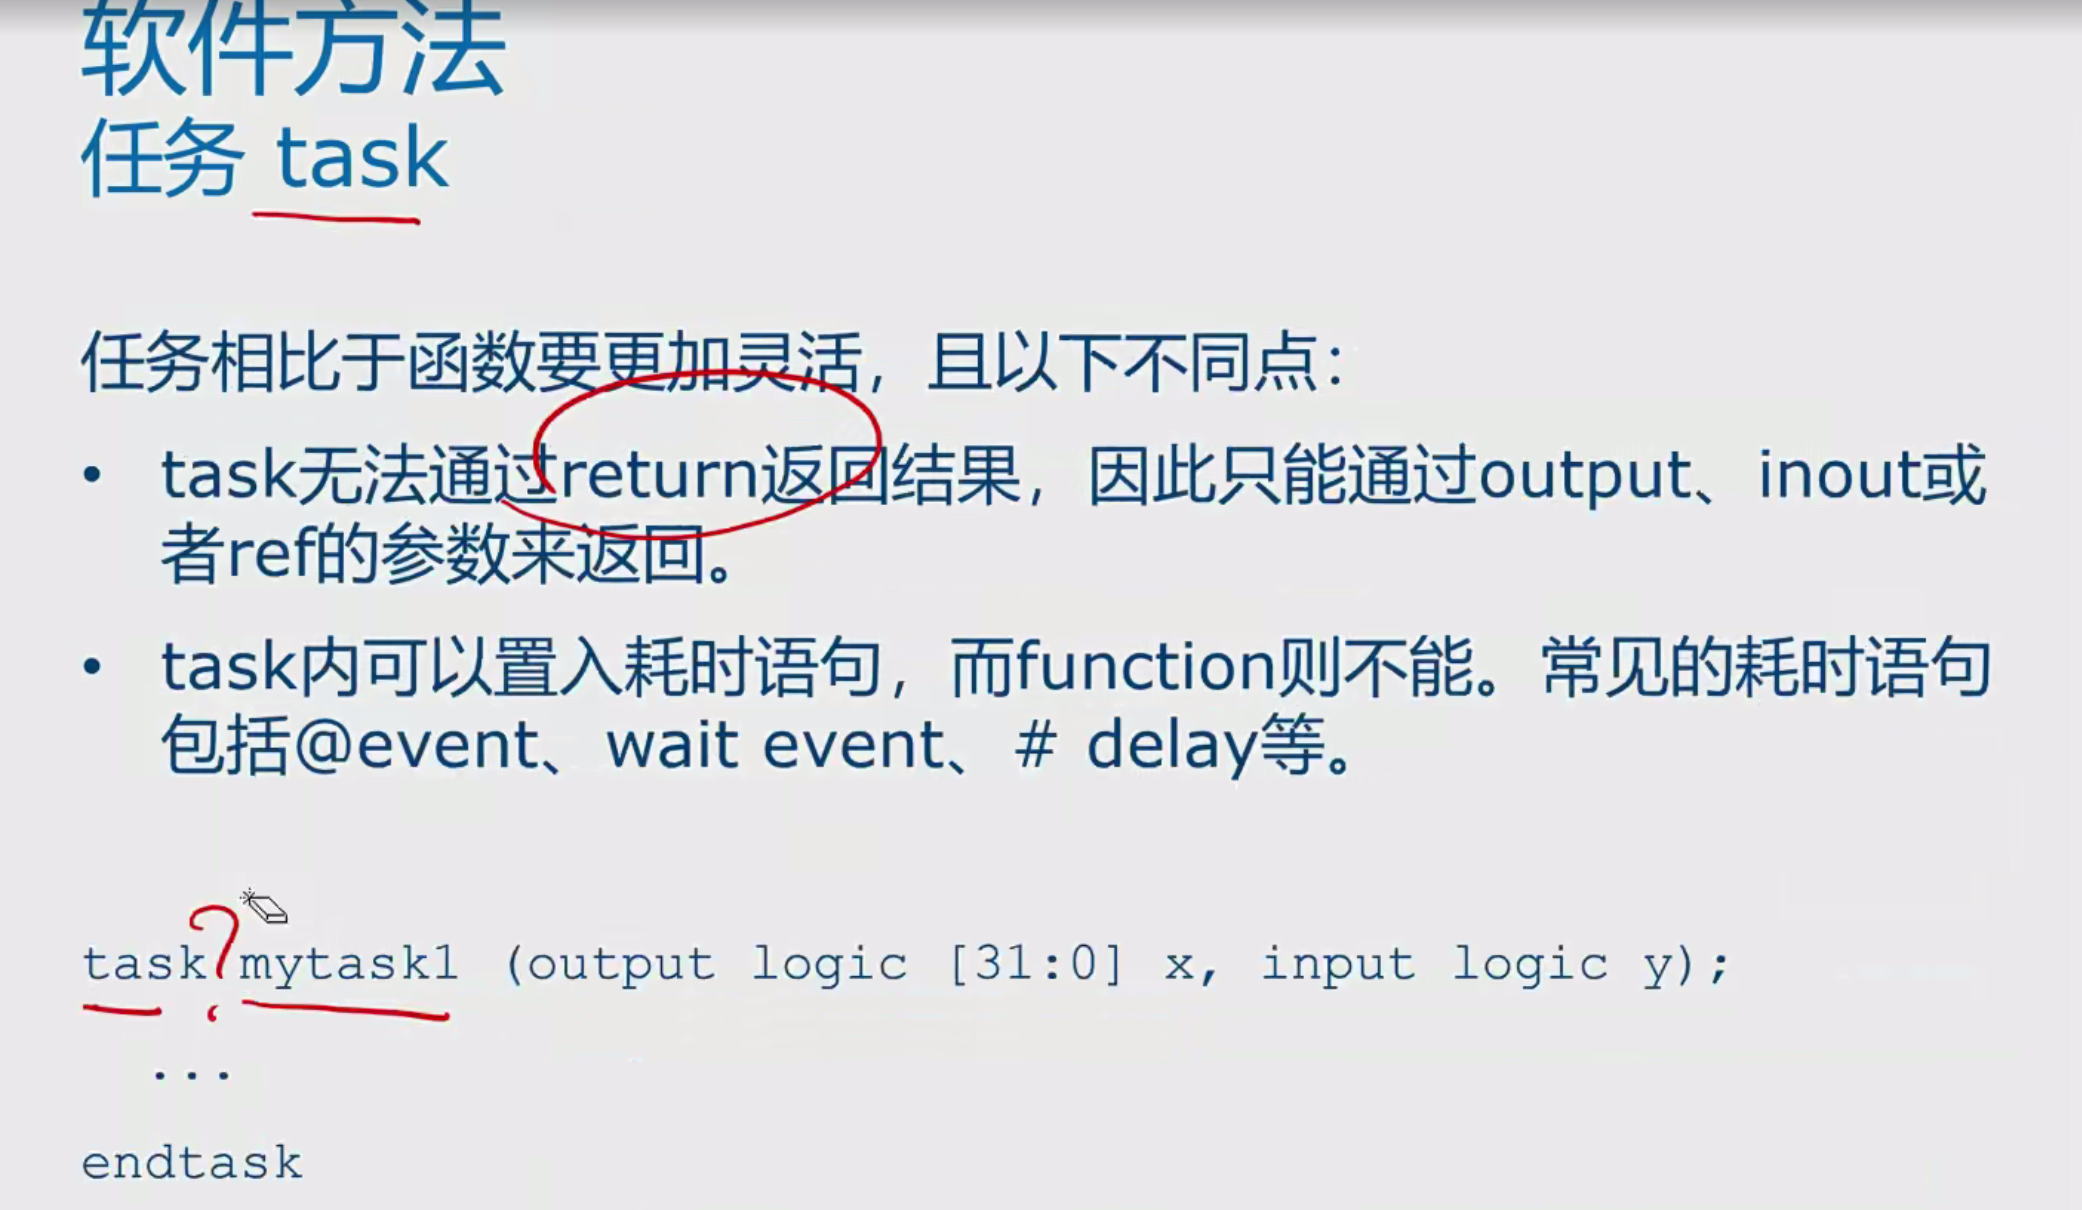 软件方法
任务 task
任务相比于函数要更加灵活，且以下不同点：
• task无法通过return返回结果，因此只能通过output、inout或
者ref的参数来返回。
• task内可以置入耗时语句，而function则不能。常见的耗时语句
包括@event、wait event、# delay等。
?
task mytask1 (output logic [31:0] x, input logic y);
...
endtask